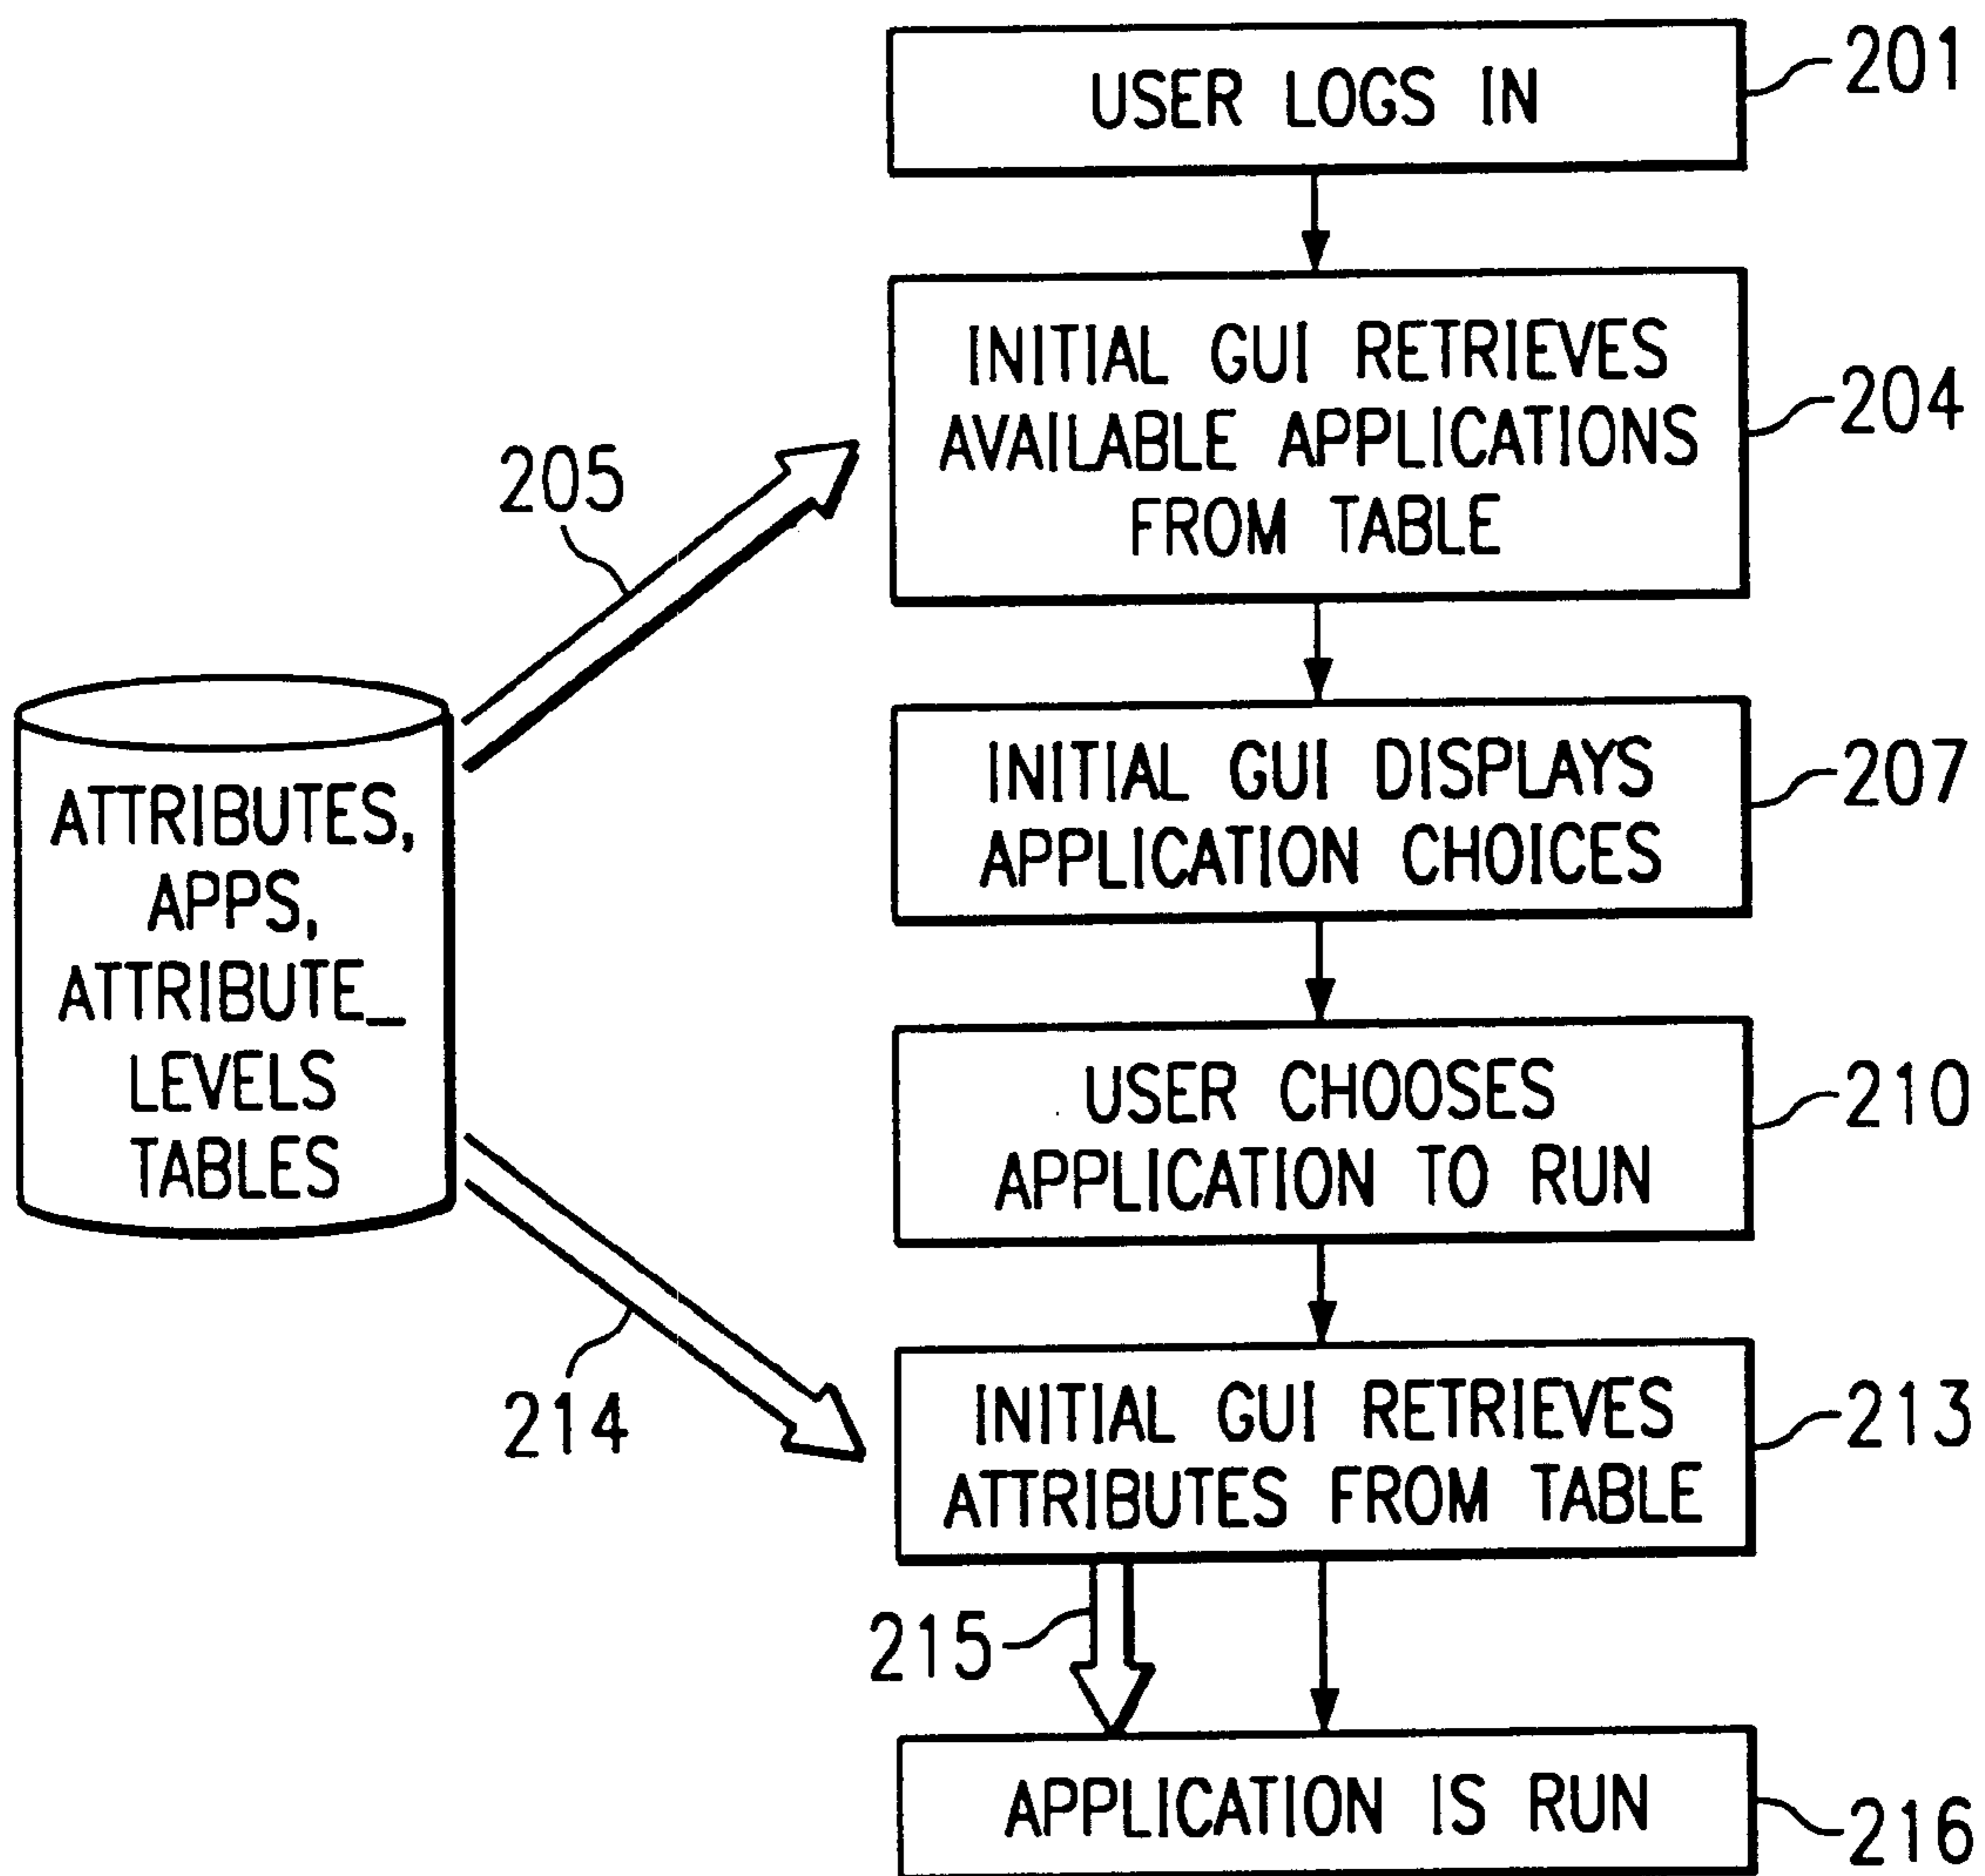 USER LOGS IN
201
INITIAL GUI RETRIEVES
AVAILABLE APPLICATIONS
FROM TABLE
204
205
INITIAL GUI DISPLAYS
APPLICATION CHOICES
207
ATTRIBUTES,
APPS,
ATTRIBUTE_
LEVELS
TABLES
USER CHOOSES
APPLICATION TO RUN
210
INITIAL GUI RETRIEVES
ATTRIBUTES FROM TABLE
213
214
215
APPLICATION IS RUN
216